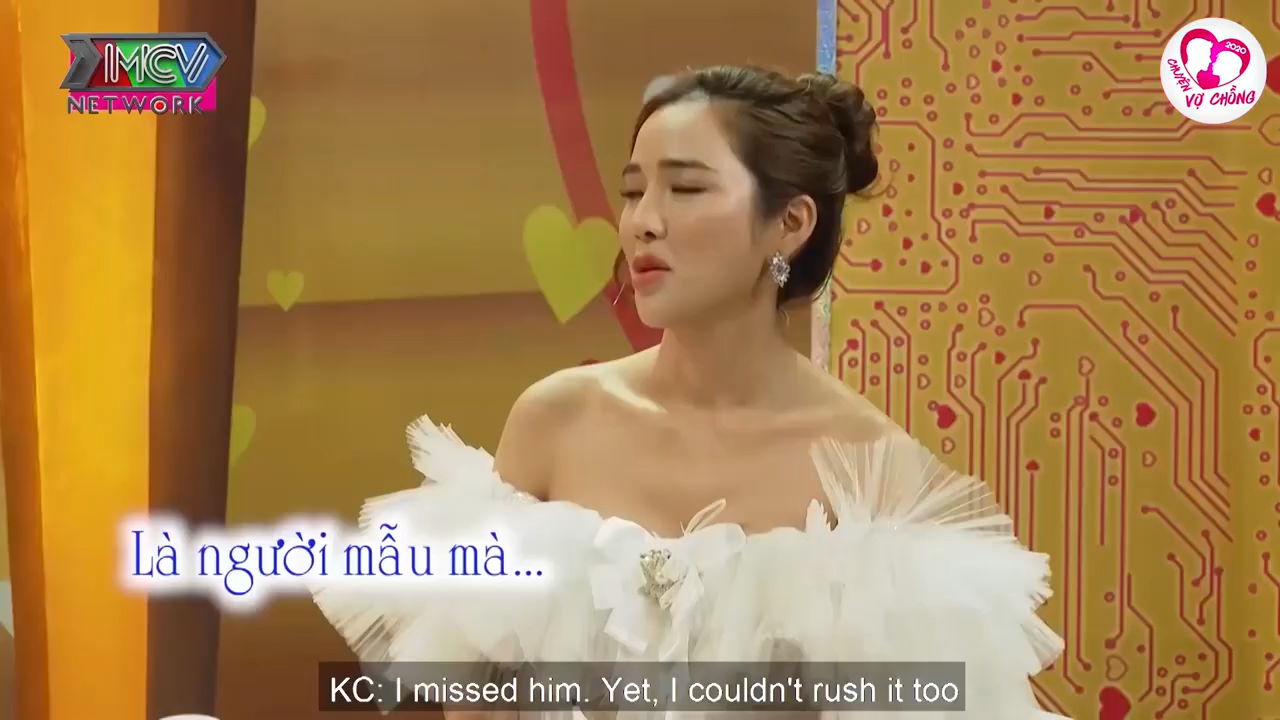 MCV
NETWORK
2020
CHUYỆN
VỢ CHỒNG
Là người mẫu mà...
KC: I missed him. Yet, I couldn't rush it too